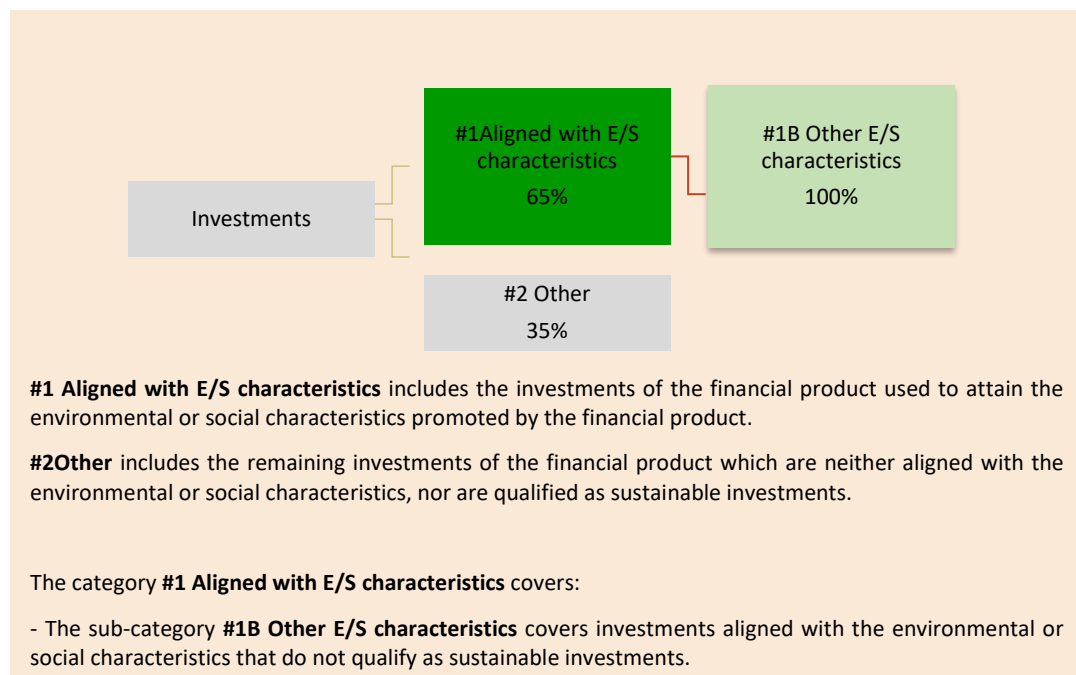 #1Aligned with E/S
characteristics
65%
#1B Other E/S
characteristics
100%
Investments
#2 Other
35%
#1 Aligned with E/S characteristics includes the investments of the financial product used to attain the
environmental or social characteristics promoted by the financial product.
#2Other includes the remaining investments of the financial product which are neither aligned with the
environmental or social characteristics, nor are qualified as sustainable investments.
The category #1 Aligned with E/S characteristics covers:
- The sub-category #1B Other E/S characteristics covers investments aligned with the environmental or
social characteristics that do not qualify as sustainable investments.